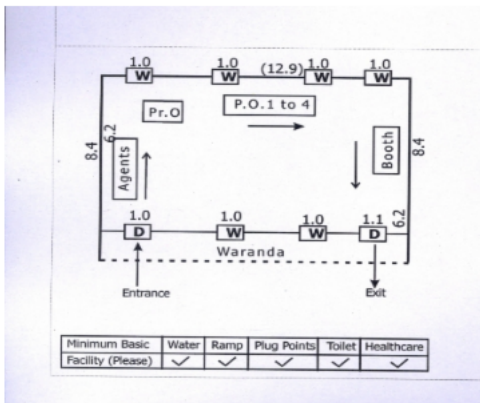 1.0 1.0 (12.9) 1.0 1.0
W W W W
Pr.O P.O.1 to 4
8.4 6.2 Agents Booth 8.4
6.2
1.0 1.0 1.0 1.1
D W W D
Waranda
Entrance Exit
Minimum Basic Water Ramp Plug Points Toilet Healthcare
Facility (Please) ✓ ✓ ✓ ✓ ✓